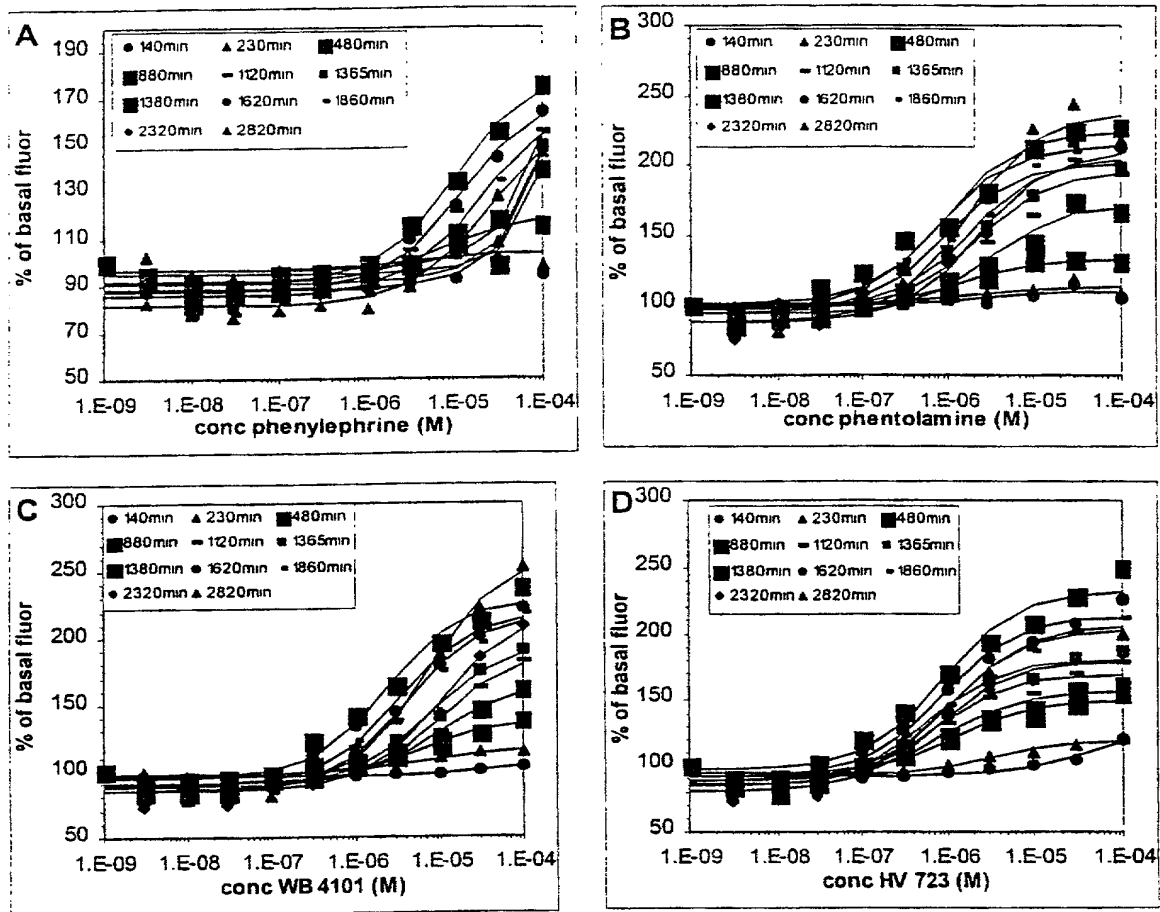 A
140min 230min 480min
880min 1120min 1365min
1380min 1620min 1860min
2320min 2820min
190
170
150
130
110
90
70
50
% of basal fluor
1.E-09 1.E-08 1.E-07 1.E-06 1.E-05 1.E-04
conc phenylephrine (M)
B
140min 230min 480min
880min 1120min 1365min
1380min 1620min 1860min
2320min 2820min
300
250
200
150
100
50
% of basal fluor
1.E-09 1.E-08 1.E-07 1.E-06 1.E-05 1.E-04
conc phentolamine (M)
C
140min 230min 480min
880min 1120min 1365min
1380min 1620min 1860min
2320min 2820min
300
250
200
150
100
50
% of basal fluor
1.E-09 1.E-08 1.E-07 1.E-06 1.E-05 1.E-04
conc WB 4101 (M)
D
140min 230min 480min
880min 1120min 1365min
1380min 1620min 1860min
2320min 2820min
300
250
200
150
100
50
% of basal fluor
1.E-09 1.E-08 1.E-07 1.E-06 1.E-05 1.E-04
conc HV 723 (M)